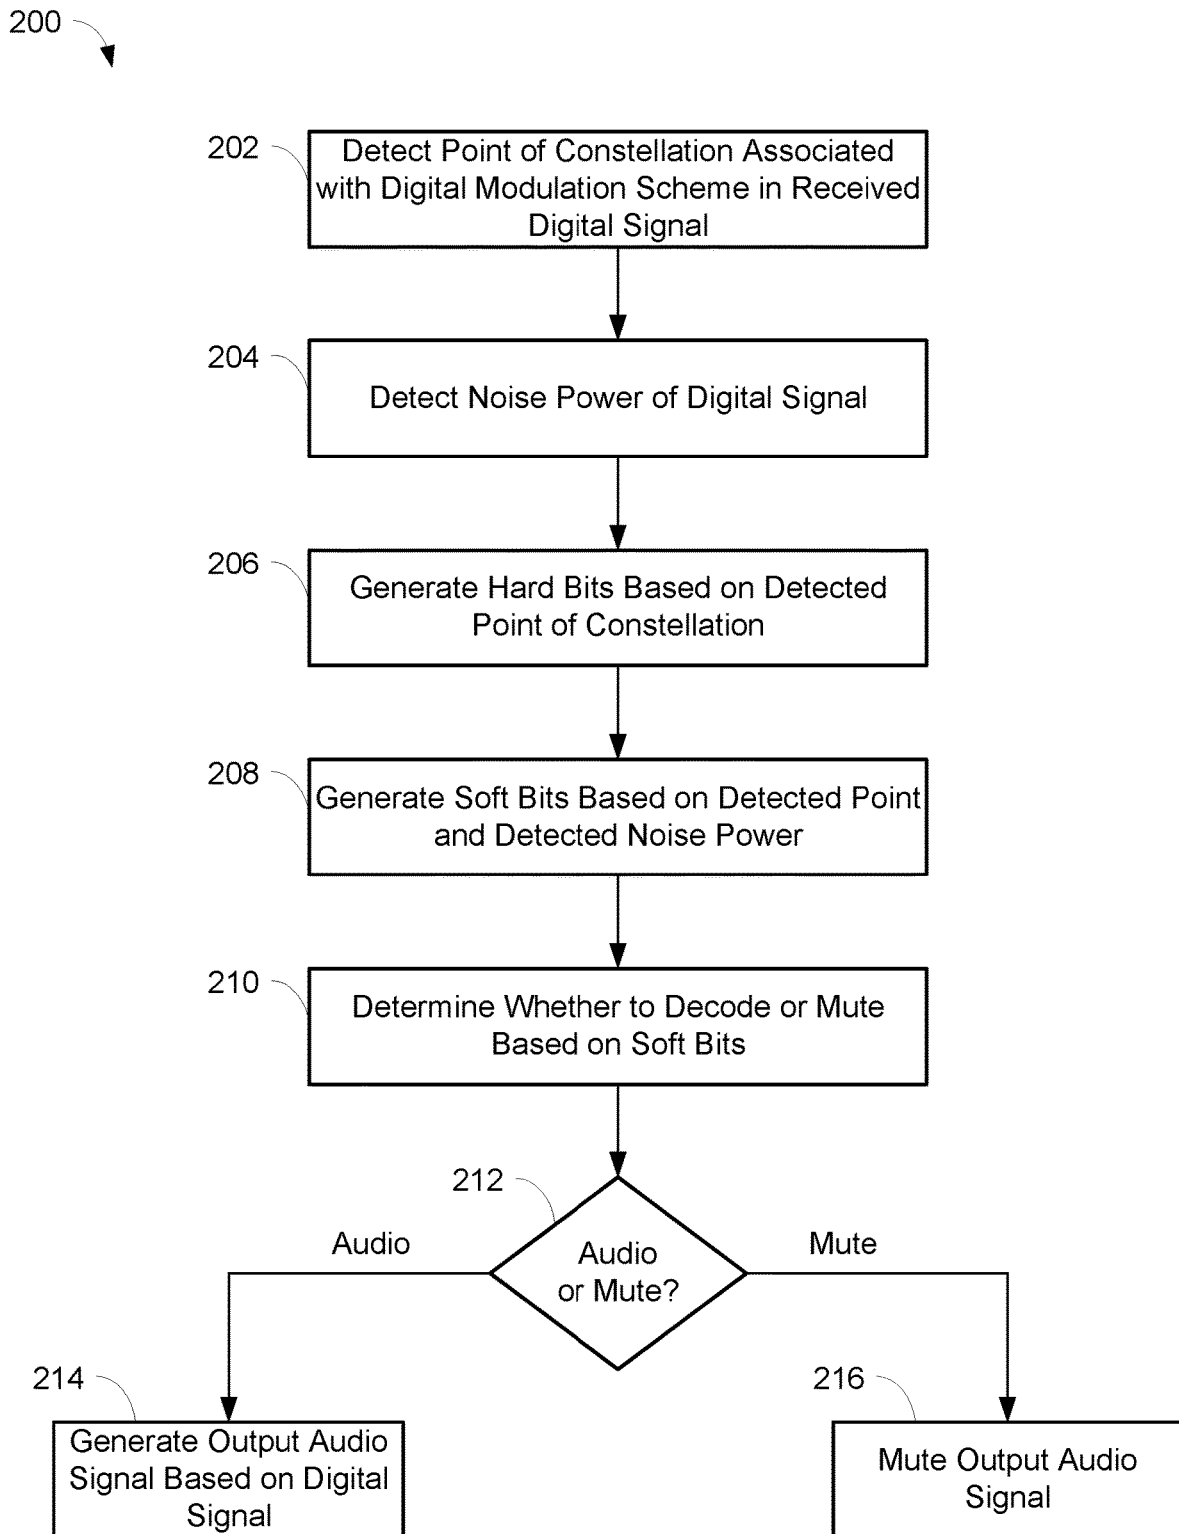 200
202
Detect Point of Constellation Associated
with Digital Modulation Scheme in Received
Digital Signal
204
Detect Noise Power of Digital Signal
206
Generate Hard Bits Based on Detected
Point of Constellation
208
Generate Soft Bits Based on Detected Point
and Detected Noise Power
210
Determine Whether to Decode or Mute
Based on Soft Bits
212
Audio
Audio
or Mute?
Mute
214
Generate Output Audio
Signal Based on Digital
Signal
216
Mute Output Audio
Signal